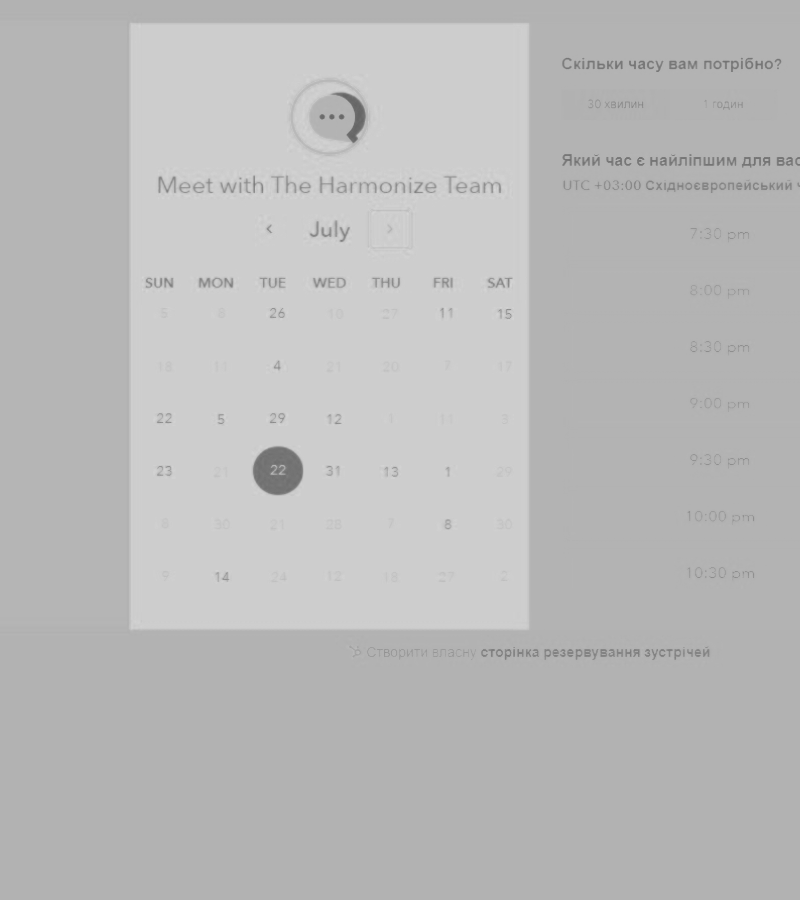 Meet with The Harmonize Team
July
SUN MON TUE WED THU FRI SAT
5 8 26 10 27 11 15
18 11 4 21 20 7 17
22 5 29 12 1 11 3
23 21 22 31 13 1 29
8 30 21 28 7 8 30
9 14 24 12 18 27 2
Скільки часу вам потрібно?
30 хвилин 1 годин
Який час є найліпшим для вас
UTC +03:00 Східноєвропейський ч
7:30 pm
8:00 pm
8:30 pm
9:00 pm
9:30 pm
10:00 pm
10:30 pm
Створити власну сторінка резервування зустрічей